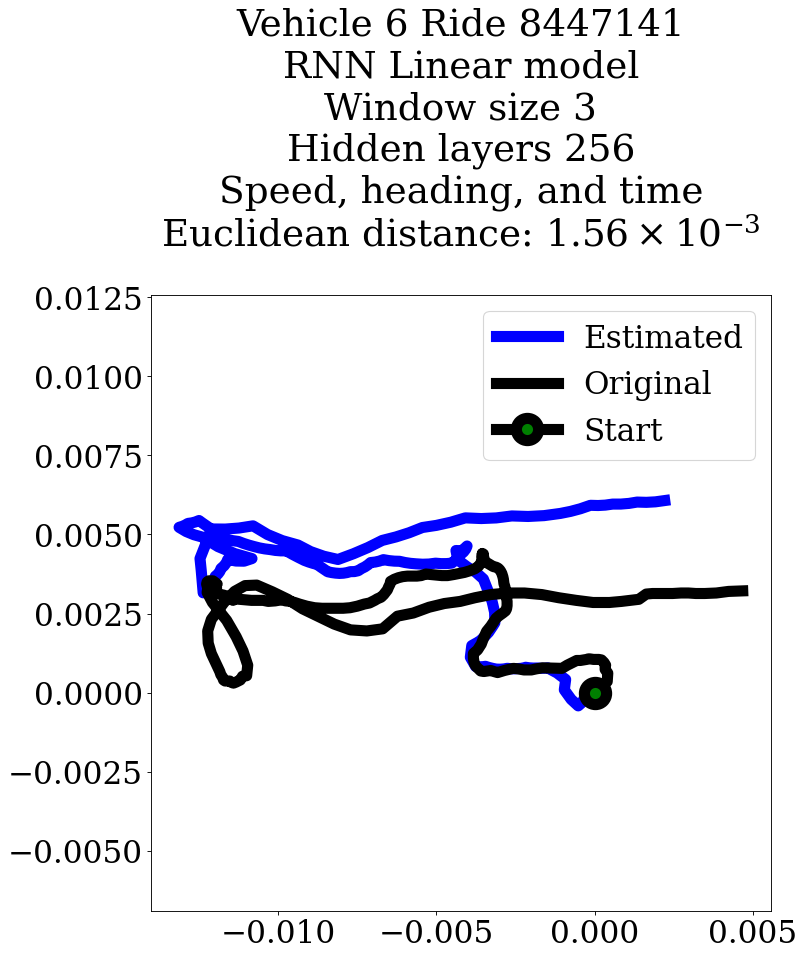 Vehicle 6 Ride 8447141
RNN Linear model
Window size 3
Hidden layers 256
Speed, heading, and time
Euclidean distance: 1.56 × 10⁻³
0.0125
0.0100
0.0075
0.0050
0.0025
0.0000
−0.0025
−0.0050
Estimated
Original
Start
−0.010 −0.005 0.000 0.005